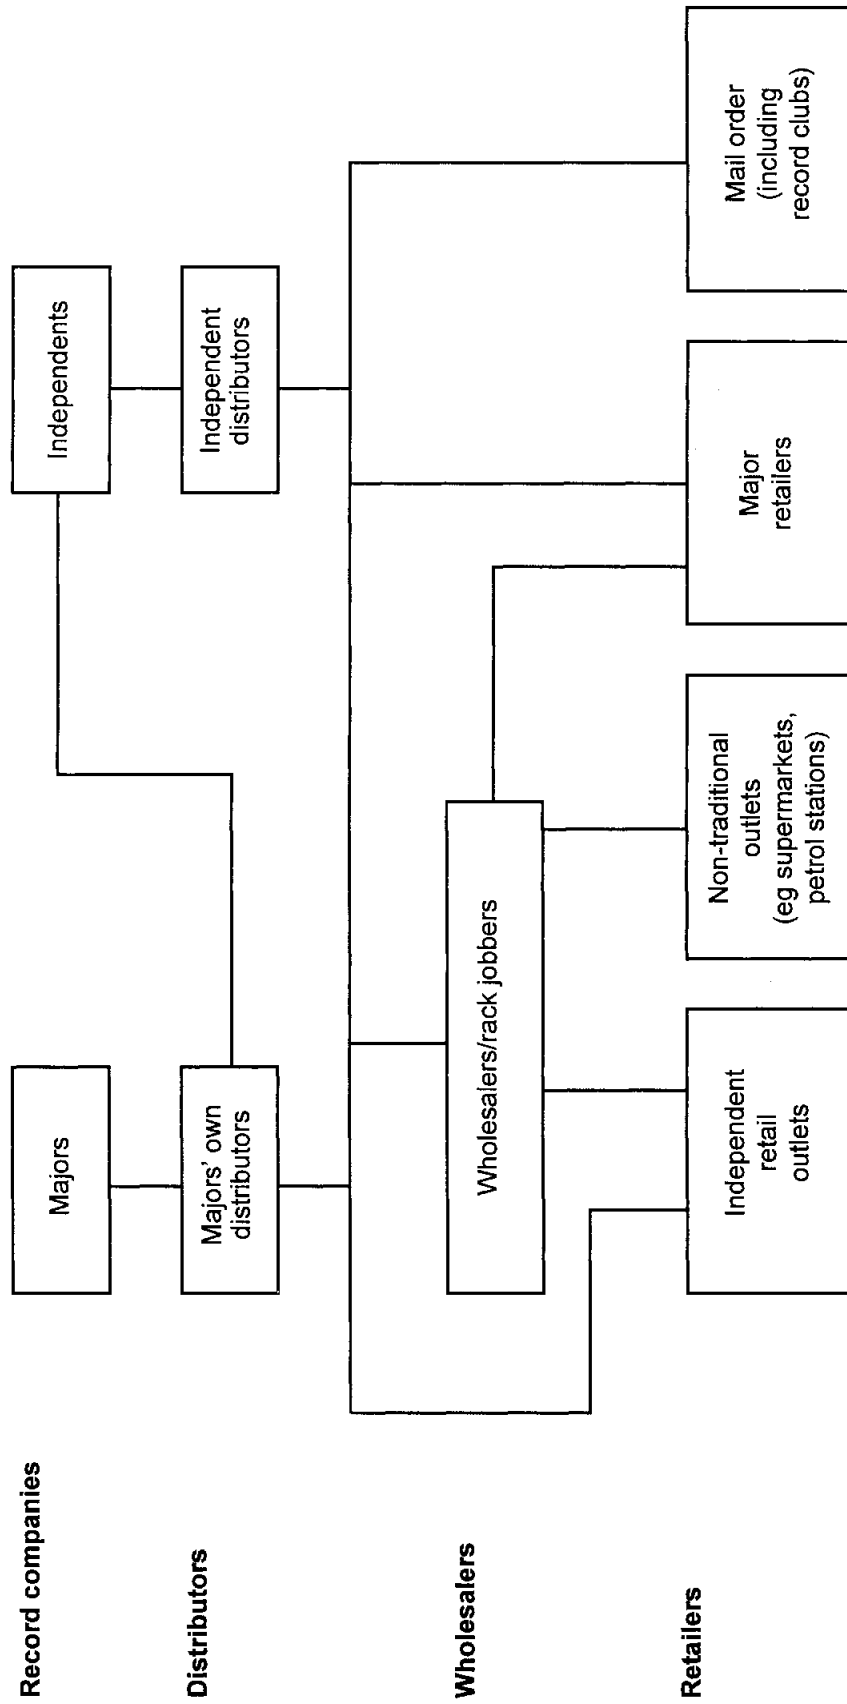 Record companies
Majors
Independents
Distributors
Majors' own
distributors
Independent
distributors
Wholesalers
Wholesalers/rack jobbers
Retailers
Independent
retail
outlets
Non-traditional
outlets
(eg supermarkets,
petrol stations)
Major
retailers
Mail order
(including
record clubs)